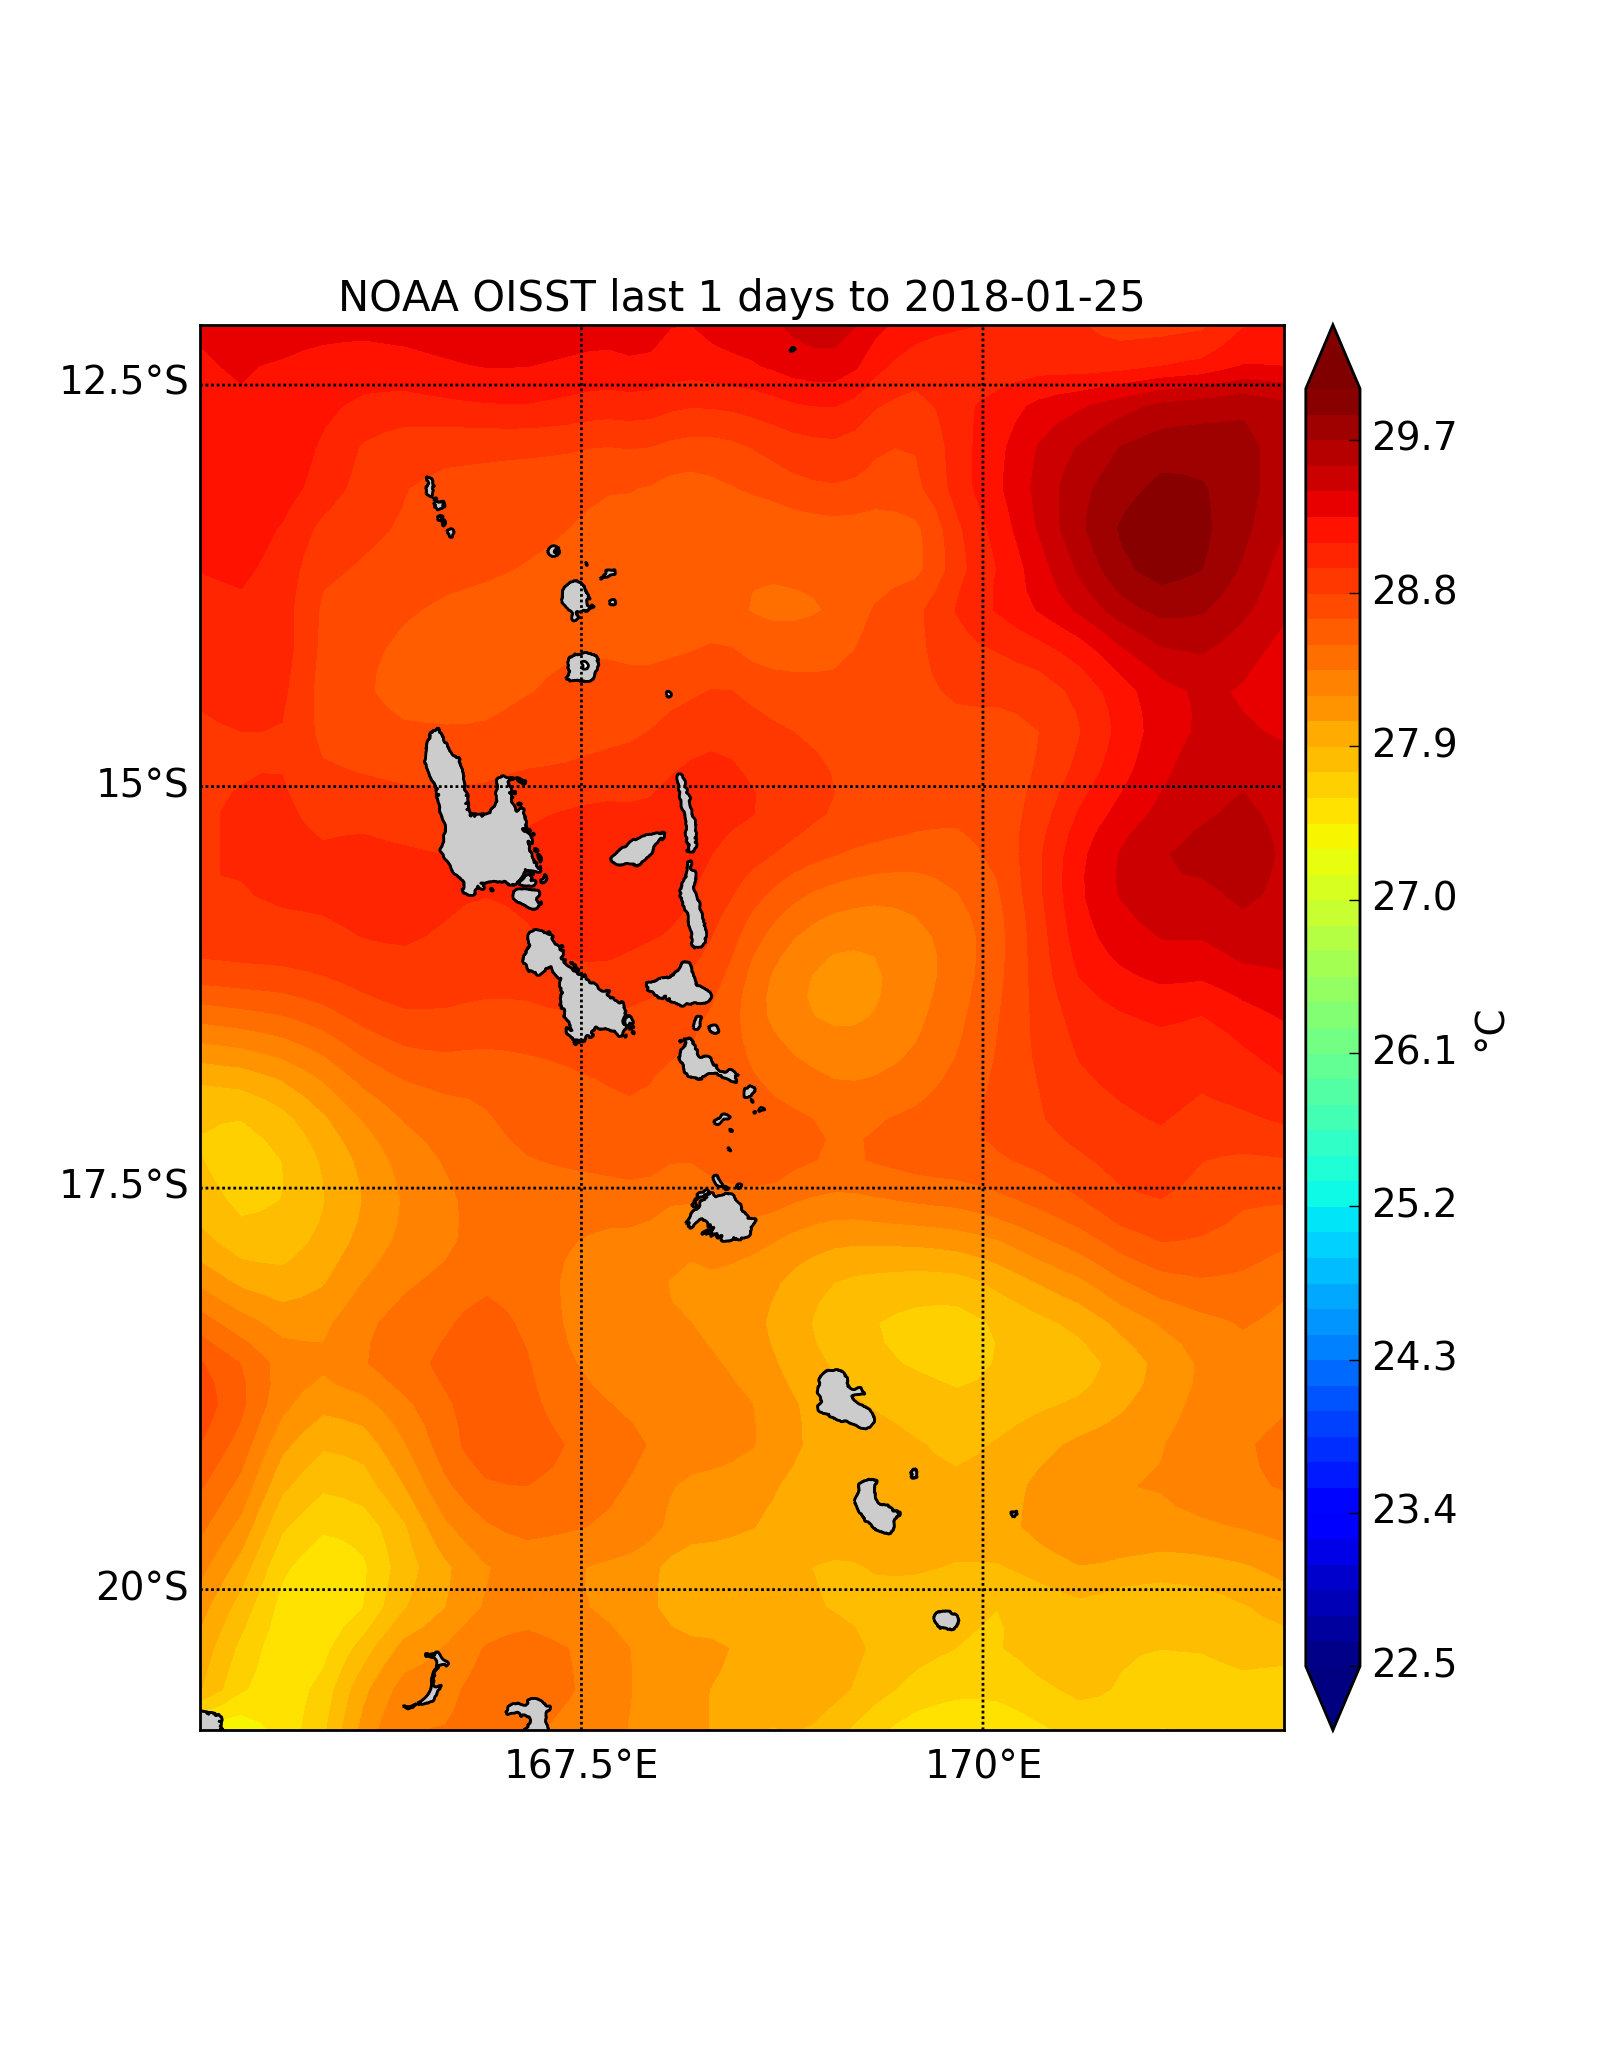 NOAA OISST last 1 days to 2018-01-25
12.5°S
15°S
17.5°S
20°S
167.5°E
170°E
29.7
28.8
27.9
27.0
26.1
25.2
24.3
23.4
22.5
°C